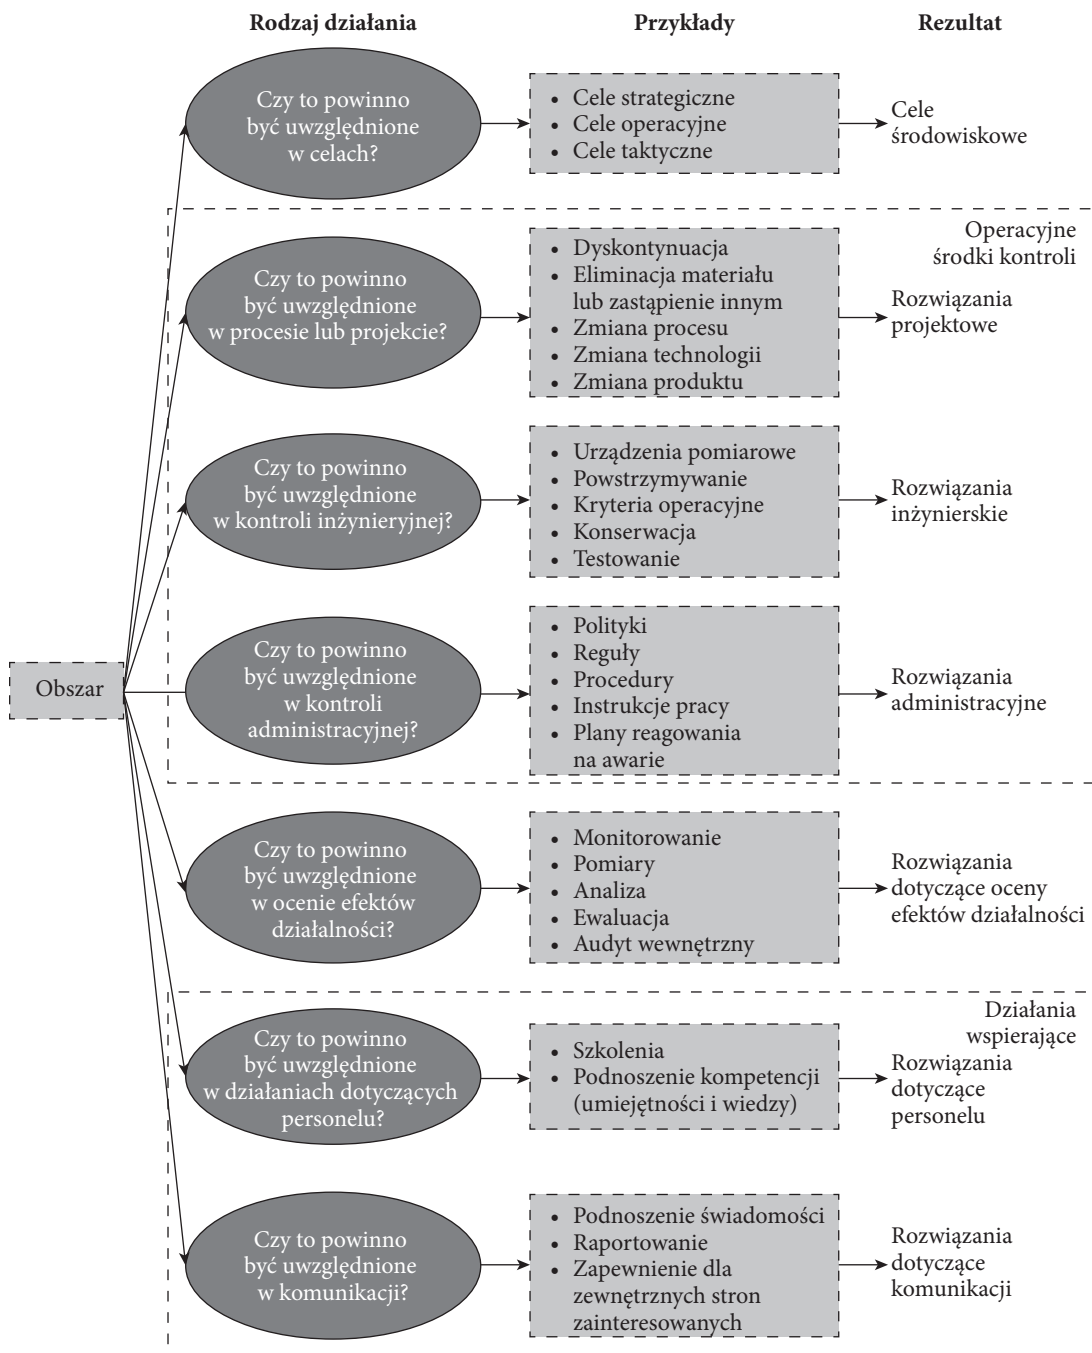 Rodzaj działania
Przykłady
Rezultat
Czy to powinno
być uwzględnione
w celach?
• Cele strategiczne
• Cele operacyjne
• Cele taktyczne
Cele
środowiskowe
Operacyjne
środki kontroli
Czy to powinno
być uwzględnione
w procesie lub projekcie?
• Dyskontynuacja
• Eliminacja materiału
lub zastąpienie innym
• Zmiana procesu
• Zmiana technologii
• Zmiana produktu
Rozwiązania
projektowe
Czy to powinno
być uwzględnione
w kontroli inżynieryjnej?
• Urządzenia pomiarowe
• Powstrzymywanie
• Kryteria operacyjne
• Konserwacja
• Testowanie
Rozwiązania
inżynierskie
Obszar
Czy to powinno
być uwzględnione
w kontroli
administracyjnej?
• Polityki
• Reguły
• Procedury
• Instrukcje pracy
• Plany reagowania
na awarie
Rozwiązania
administracyjne
Czy to powinno
być uwzględnione
w ocenie efektów
działalności?
• Monitorowanie
• Pomiary
• Analiza
• Ewaluacja
• Audyt wewnętrzny
Rozwiązania
dotyczące oceny
efektów działalności
Działania
wspierające
Czy to powinno
być uwzględnione
w działaniach dotyczących
personelu?
• Szkolenia
• Podnoszenie kompetencji
(umiejętności i wiedzy)
Rozwiązania
dotyczące
personelu
Czy to powinno
być uwzględnione
w komunikacji?
• Podnoszenie świadomości
• Raportowanie
• Zapewnienie dla
zewnętrznych stron
zainteresowanych
Rozwiązania
dotyczące
komunikacji